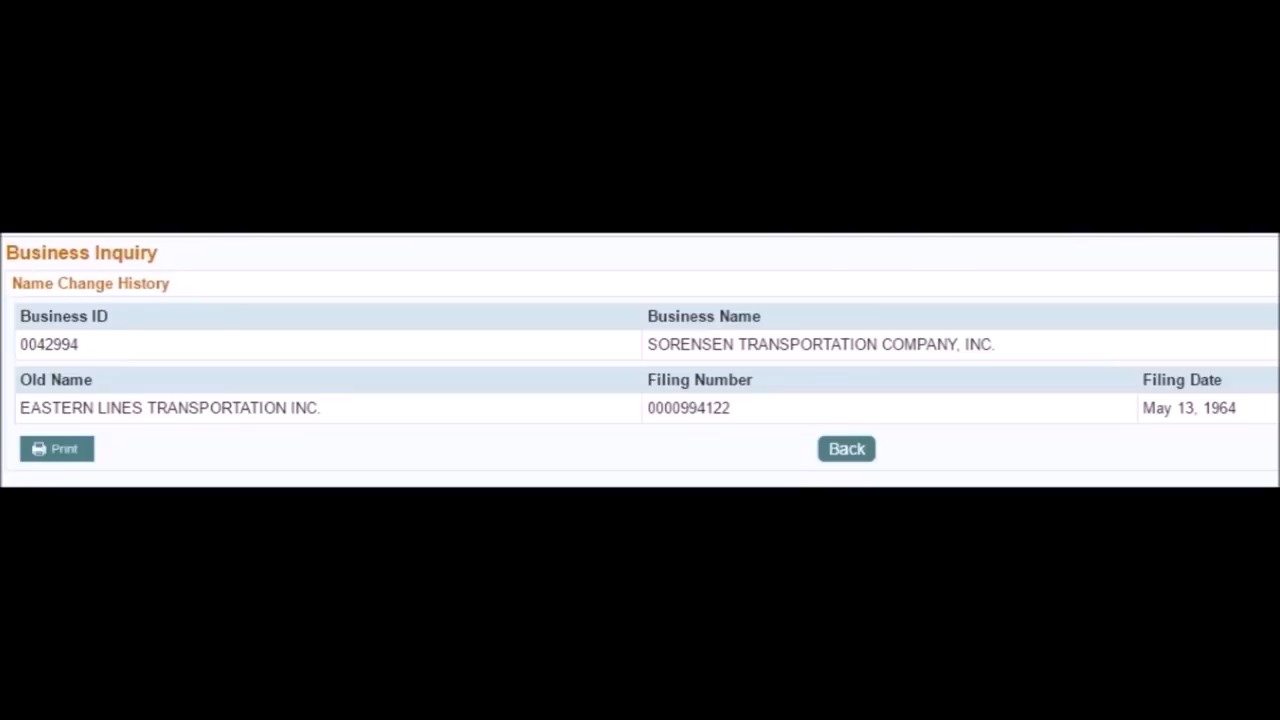 Business Inquiry
Name Change History
Business ID Business Name
0042994 SORENSEN TRANSPORTATION COMPANY, INC.
Old Name Filing Number Filing Date
EASTERN LINES TRANSPORTATION INC. 0000994122 May 13, 1964
Print Back